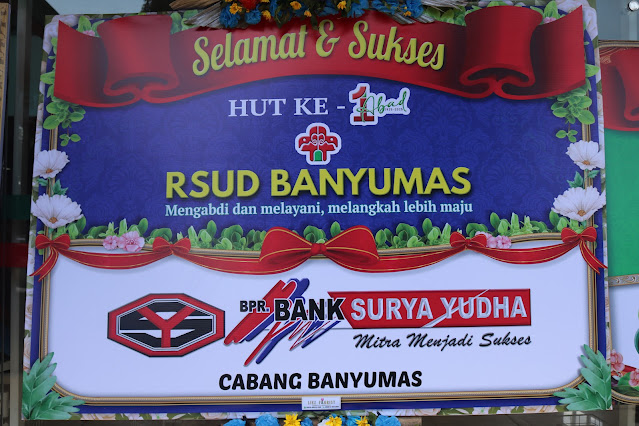 Selamat & Sukses
HUT KE - 1 Abad
RSUD BANYUMAS
Mengabdi dan melayani, melangkah lebih maju
BPR. BANK SURYA YUDHA
Mitra Menjadi Sukses
CABANG BANYUMAS